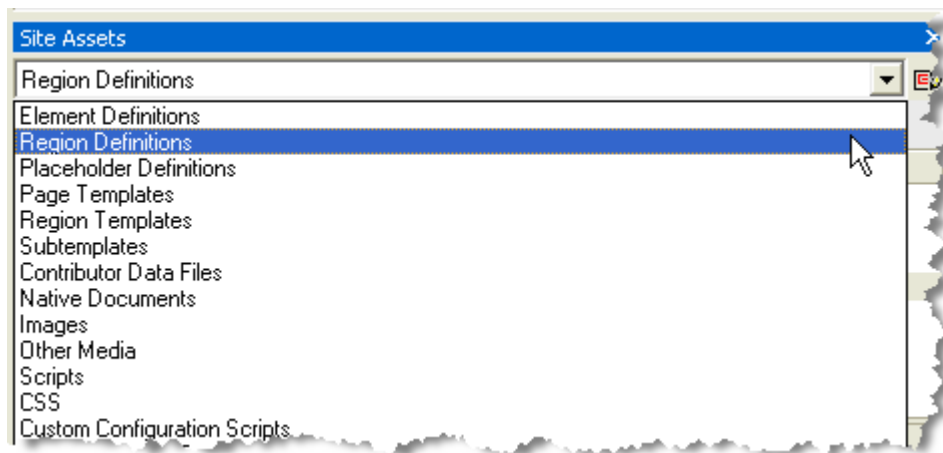 Site Assets
Region Definitions
Element Definitions
Region Definitions
Placeholder Definitions
Page Templates
Region Templates
Subtemplates
Contributor Data Files
Native Documents
Images
Other Media
Scripts
CSS
Custom Configuration Scripts